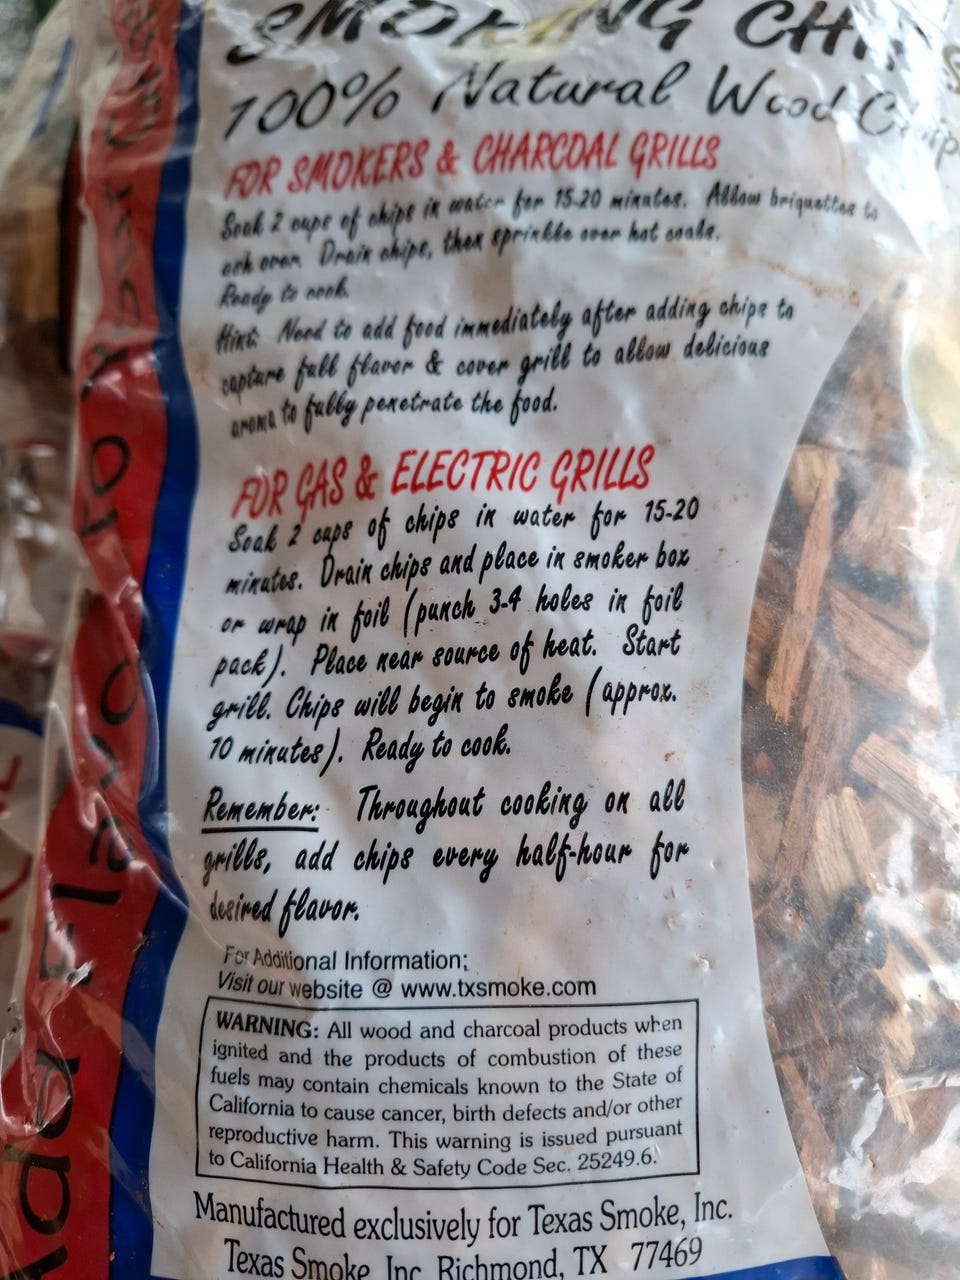 SMOKING CHIPS
100% Natural Wood Chips
FOR SMOKERS & CHARCOAL GRILLS
Soak 2 cups of chips in water for 15-20 minutes. Allow briquettes to
ash over. Drain chips, then sprinkle over hot coals.
Ready to cook.
Hint: Need to add food immediately after adding chips to
capture full flavor & cover grill to allow delicious
aroma to fully penetrate the food.
FOR GAS & ELECTRIC GRILLS
Soak 2 cups of chips in water for 15-20
minutes. Drain chips and place in smoker box
or wrap in foil (punch 3-4 holes in foil
pack). Place near source of heat. Start
grill. Chips will begin to smoke (approx.
10 minutes). Ready to cook.
Remember: Throughout cooking on all
grills, add chips every half-hour for
desired flavor.
For Additional Information;
Visit our website @ www.txsmoke.com
WARNING: All wood and charcoal products when
ignited and the products of combustion of these
fuels may contain chemicals known to the State of
California to cause cancer, birth defects and/or other
reproductive harm. This warning is issued pursuant
to California Health & Safety Code Sec. 25249.6.
Manufactured exclusively for Texas Smoke, Inc.
Texas Smoke, Inc. Richmond, TX 77469
Add Flavor To Your